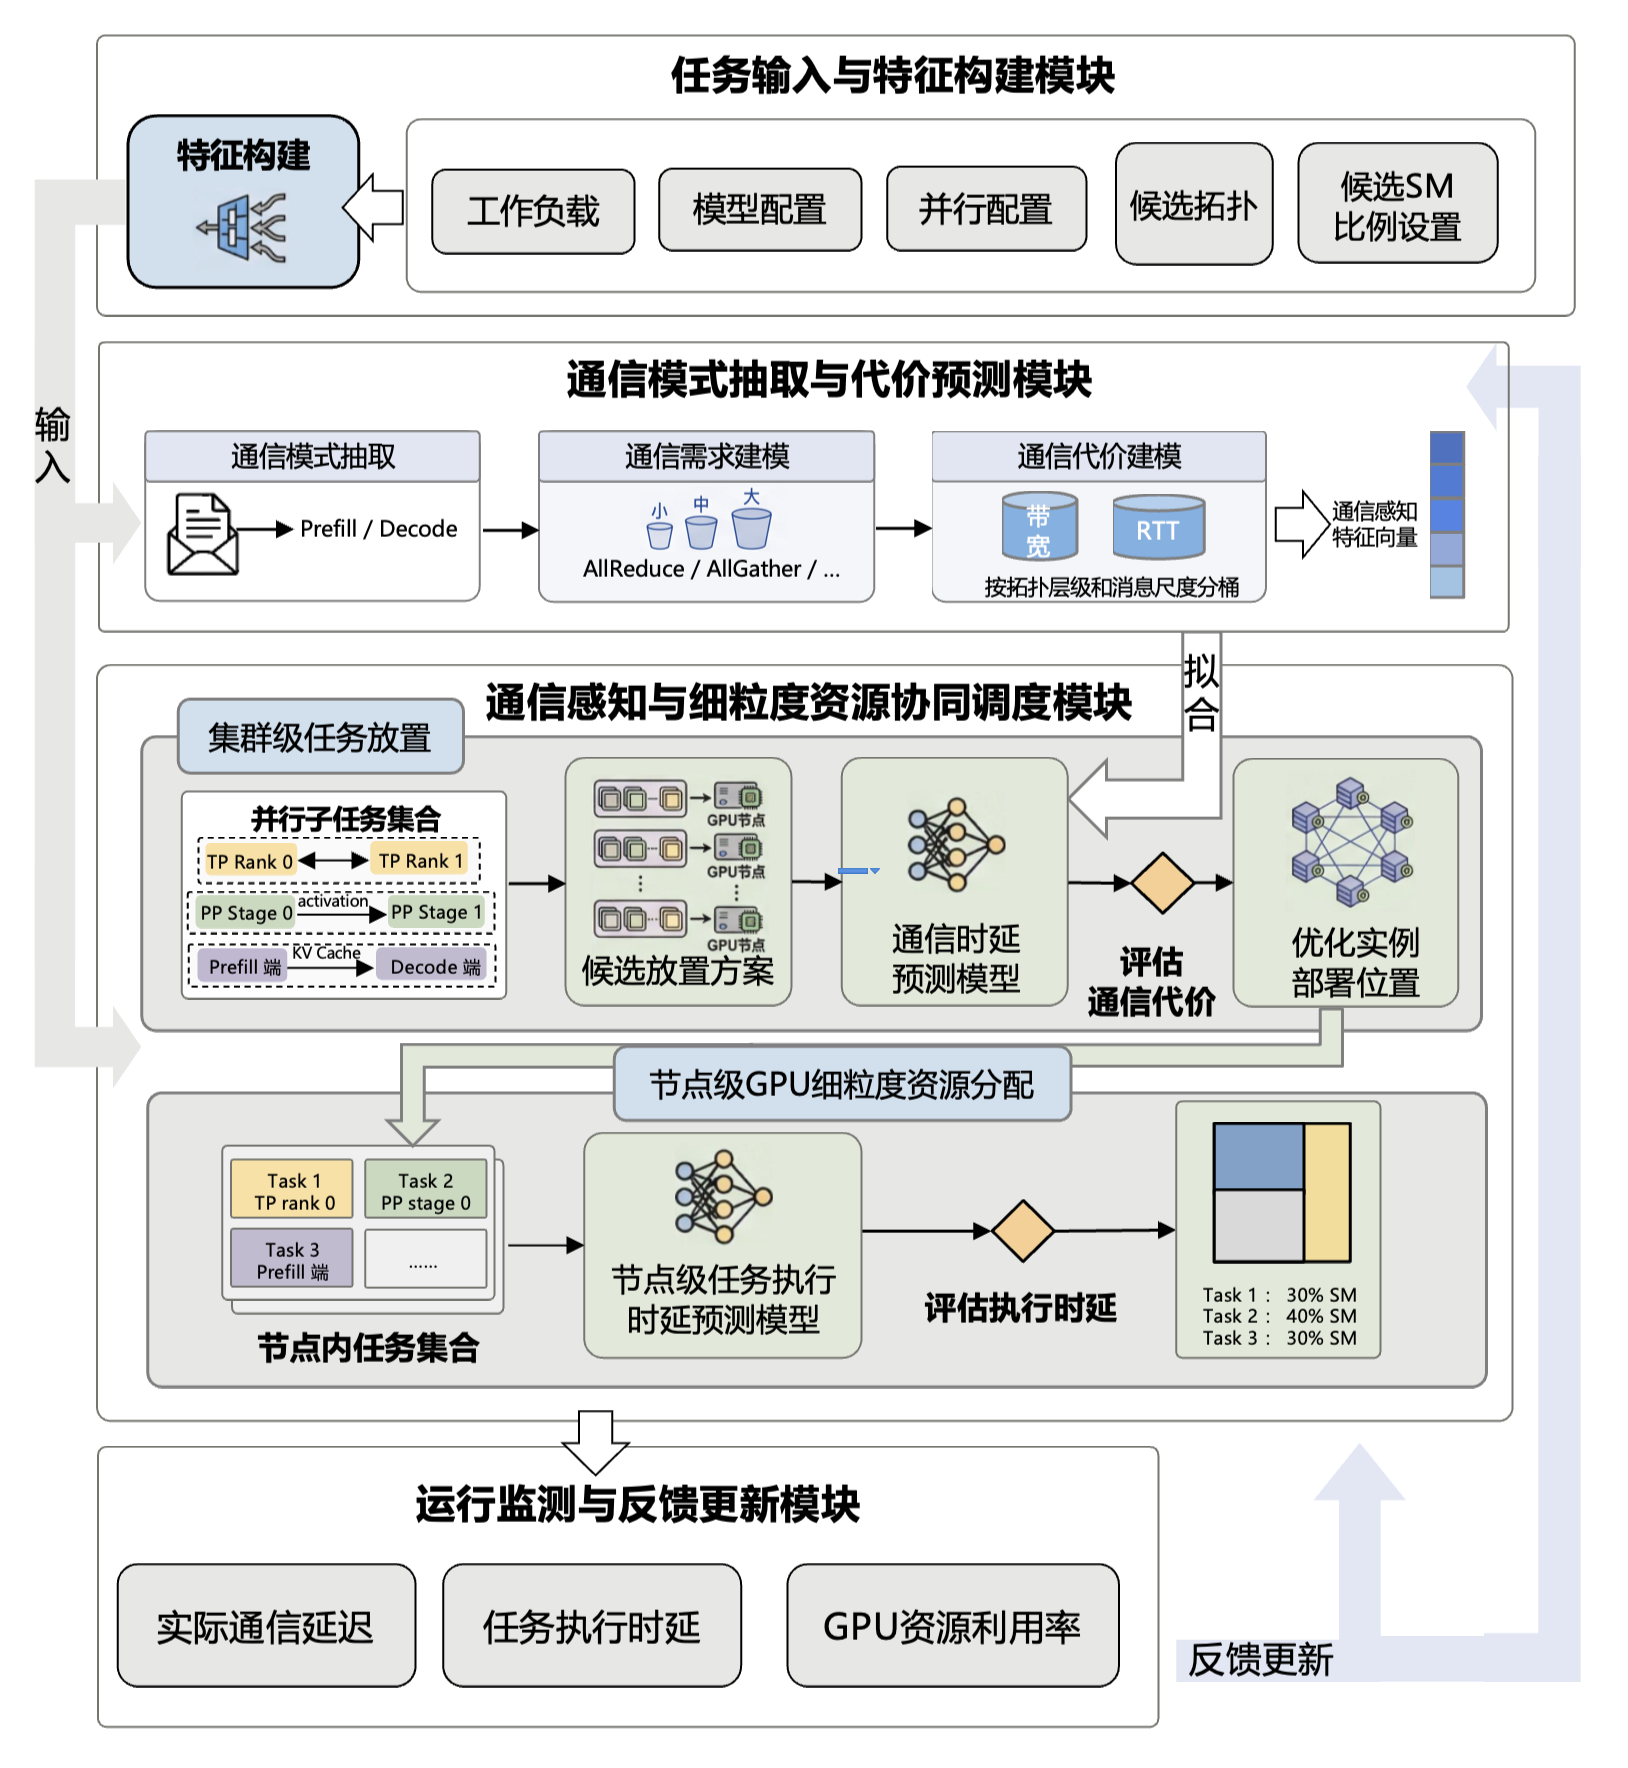 任务输入与特征构建模块
特征构建
工作负载
模型配置
并行配置
候选拓扑
候选SM
比例设置
输
入
通信模式抽取与代价预测模块
通信模式抽取
Prefill / Decode
通信需求建模
小
中
大
AllReduce / AllGather / ...
通信代价建模
带
宽
RTT
按拓扑层级和消息尺度分桶
通信感知
特征向量
拟
合
通信感知与细粒度资源协同调度模块
集群级任务放置
并行子任务集合
TP Rank 0
TP Rank 1
PP Stage 0
activation
PP Stage 1
Prefill 端
KV Cache
Decode 端
GPU节点
GPU节点
GPU节点
候选放置方案
通信时延
预测模型
评估
通信代价
优化实例
部署位置
节点级GPU细粒度资源分配
Task 1
TP rank 0
Task 2
PP stage 0
Task 3
Prefill 端
......
节点内任务集合
节点级任务执行
时延预测模型
评估执行时延
Task 1： 30% SM
Task 2： 40% SM
Task 3： 30% SM
运行监测与反馈更新模块
实际通信延迟
任务执行时延
GPU资源利用率
反馈更新